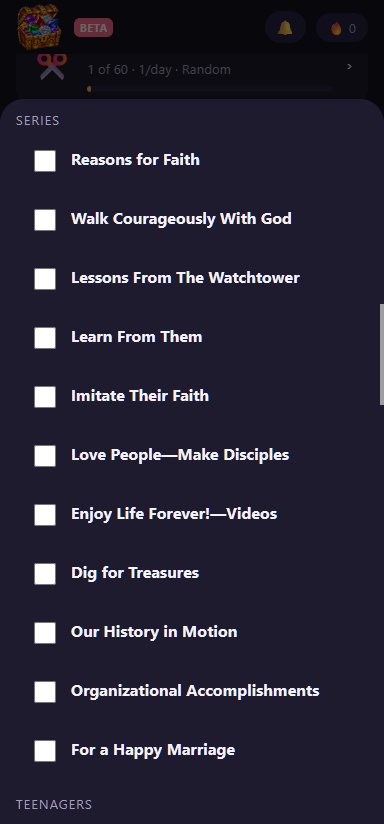 BETA
0
1 of 60 · 1/day · Random
SERIES
Reasons for Faith
Walk Courageously With God
Lessons From The Watchtower
Learn From Them
Imitate Their Faith
Love People—Make Disciples
Enjoy Life Forever!—Videos
Dig for Treasures
Our History in Motion
Organizational Accomplishments
For a Happy Marriage
TEENAGERS